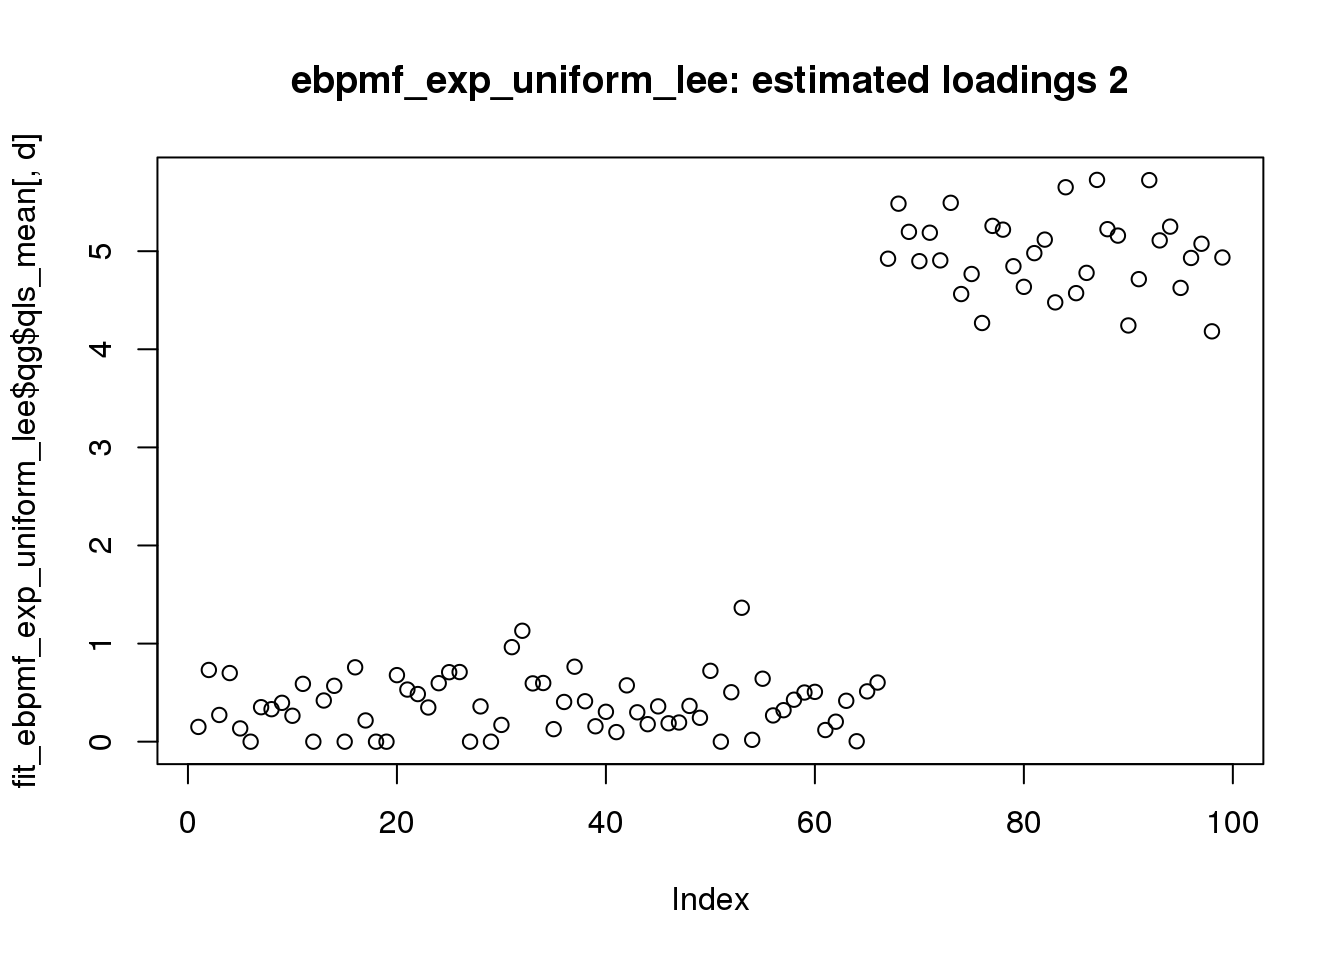 ebpmf_exp_uniform_lee: estimated loadings 2
fit_ebpmf_exp_uniform_lee$qg$qls_mean[, d]
5
4
3
2
1
0
0 20 40 60 80 100
Index